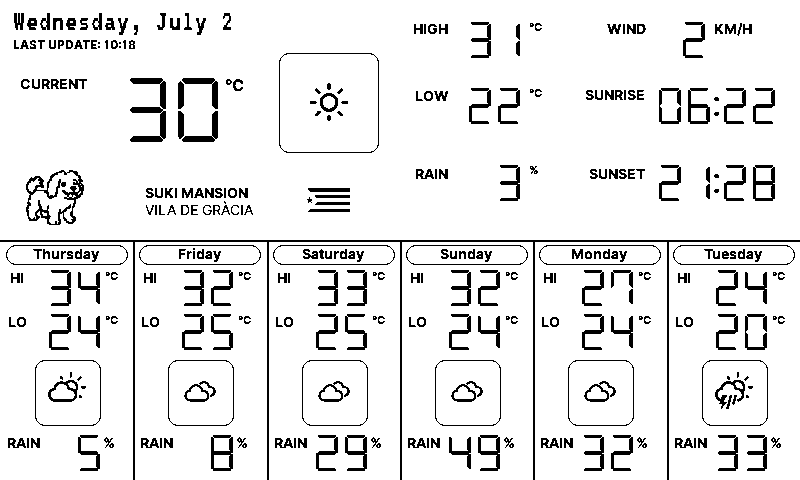 Wednesday, July 2
LAST UPDATE: 10:18
CURRENT 30 °C
SUKI MANSION
VILA DE GRÀCIA
HIGH 31 °C
LOW 22 °C
RAIN 3 %
WIND 2 KM/H
SUNRISE 06:22
SUNSET 21:28
Thursday
HI 34 °C
LO 24 °C
RAIN 5 %
Friday
HI 32 °C
LO 25 °C
RAIN 8 %
Saturday
HI 33 °C
LO 25 °C
RAIN 29 %
Sunday
HI 32 °C
LO 24 °C
RAIN 49 %
Monday
HI 27 °C
LO 24 °C
RAIN 32 %
Tuesday
HI 24 °C
LO 20 °C
RAIN 33 %